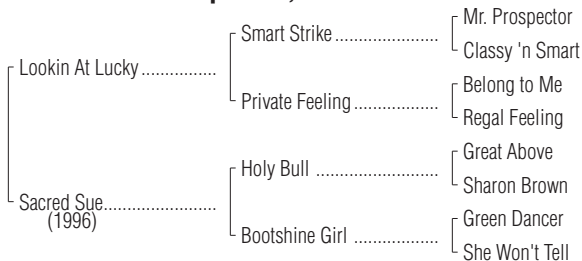 Mr. Prospector
Smart Strike ....................
Classy 'n Smart
Lookin At Lucky ................
Belong to Me
Private Feeling ................
Regal Feeling
Great Above
Holy Bull .......................
Sharon Brown
Sacred Sue........................
(1996)
Green Dancer
Bootshine Girl .................
She Won't Tell